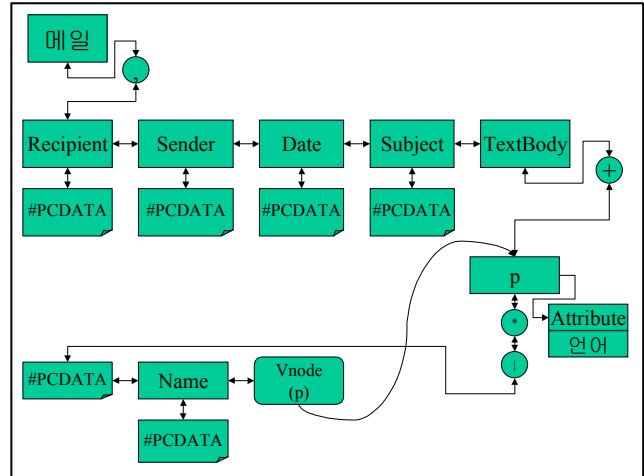 메일
,
Recipient
Sender
Date
Subject
TextBody
#PCDATA
#PCDATA
#PCDATA
#PCDATA
+
p
*
Attribute
언어
|
#PCDATA
Name
Vnode
(p)
#PCDATA